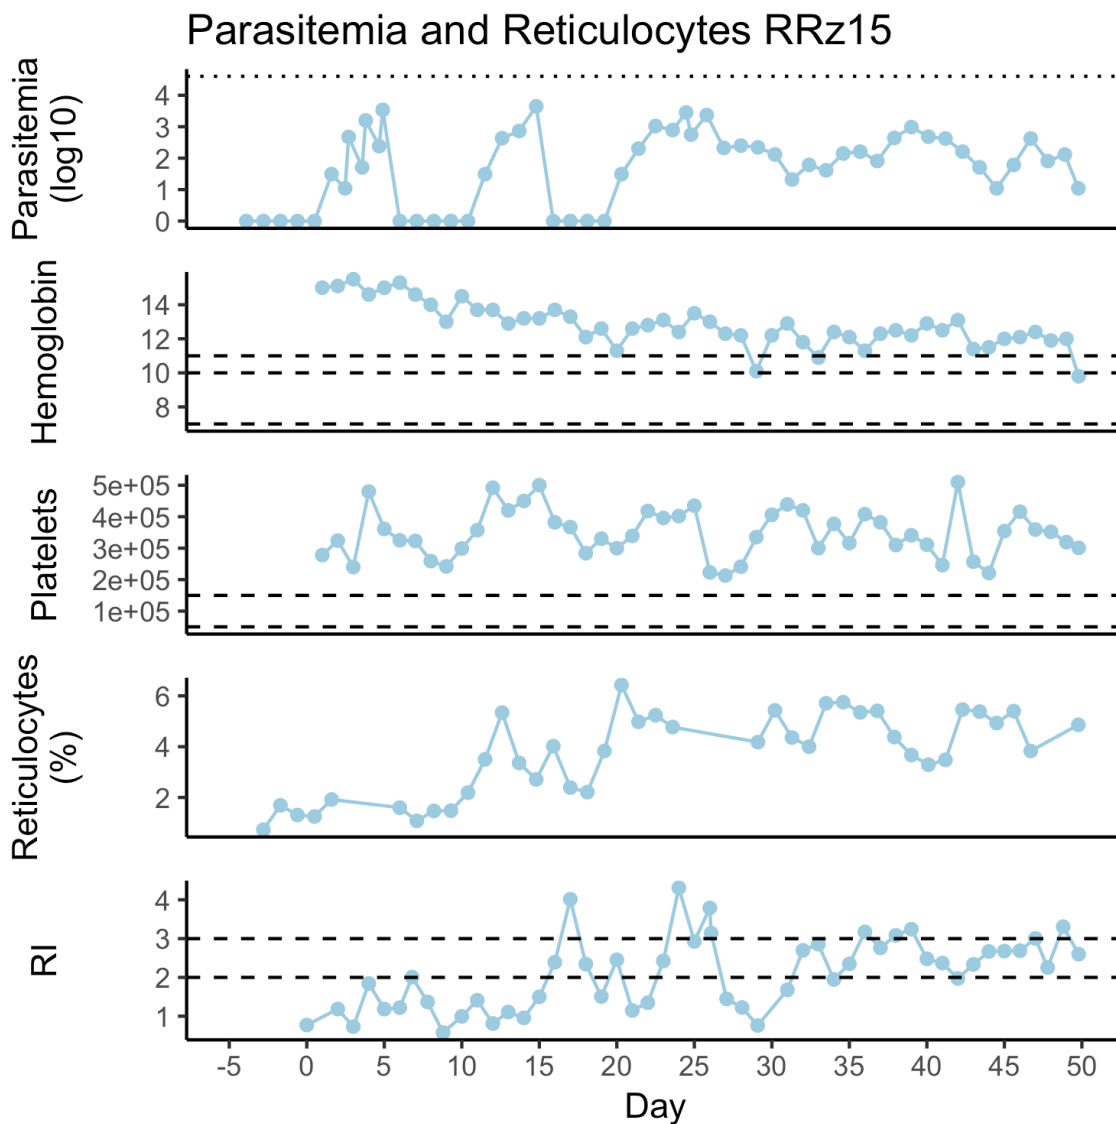 Parasitemia and Reticulocytes RRz15
Parasitemia
(log10)
4
3
2
1
0
Hemoglobin
14
12
10
8
Platelets
5e+05
4e+05
3e+05
2e+05
1e+05
Reticulocytes
(%)
6
4
2
RI
4
3
2
1
-5 0 5 10 15 20 25 30 35 40 45 50
Day